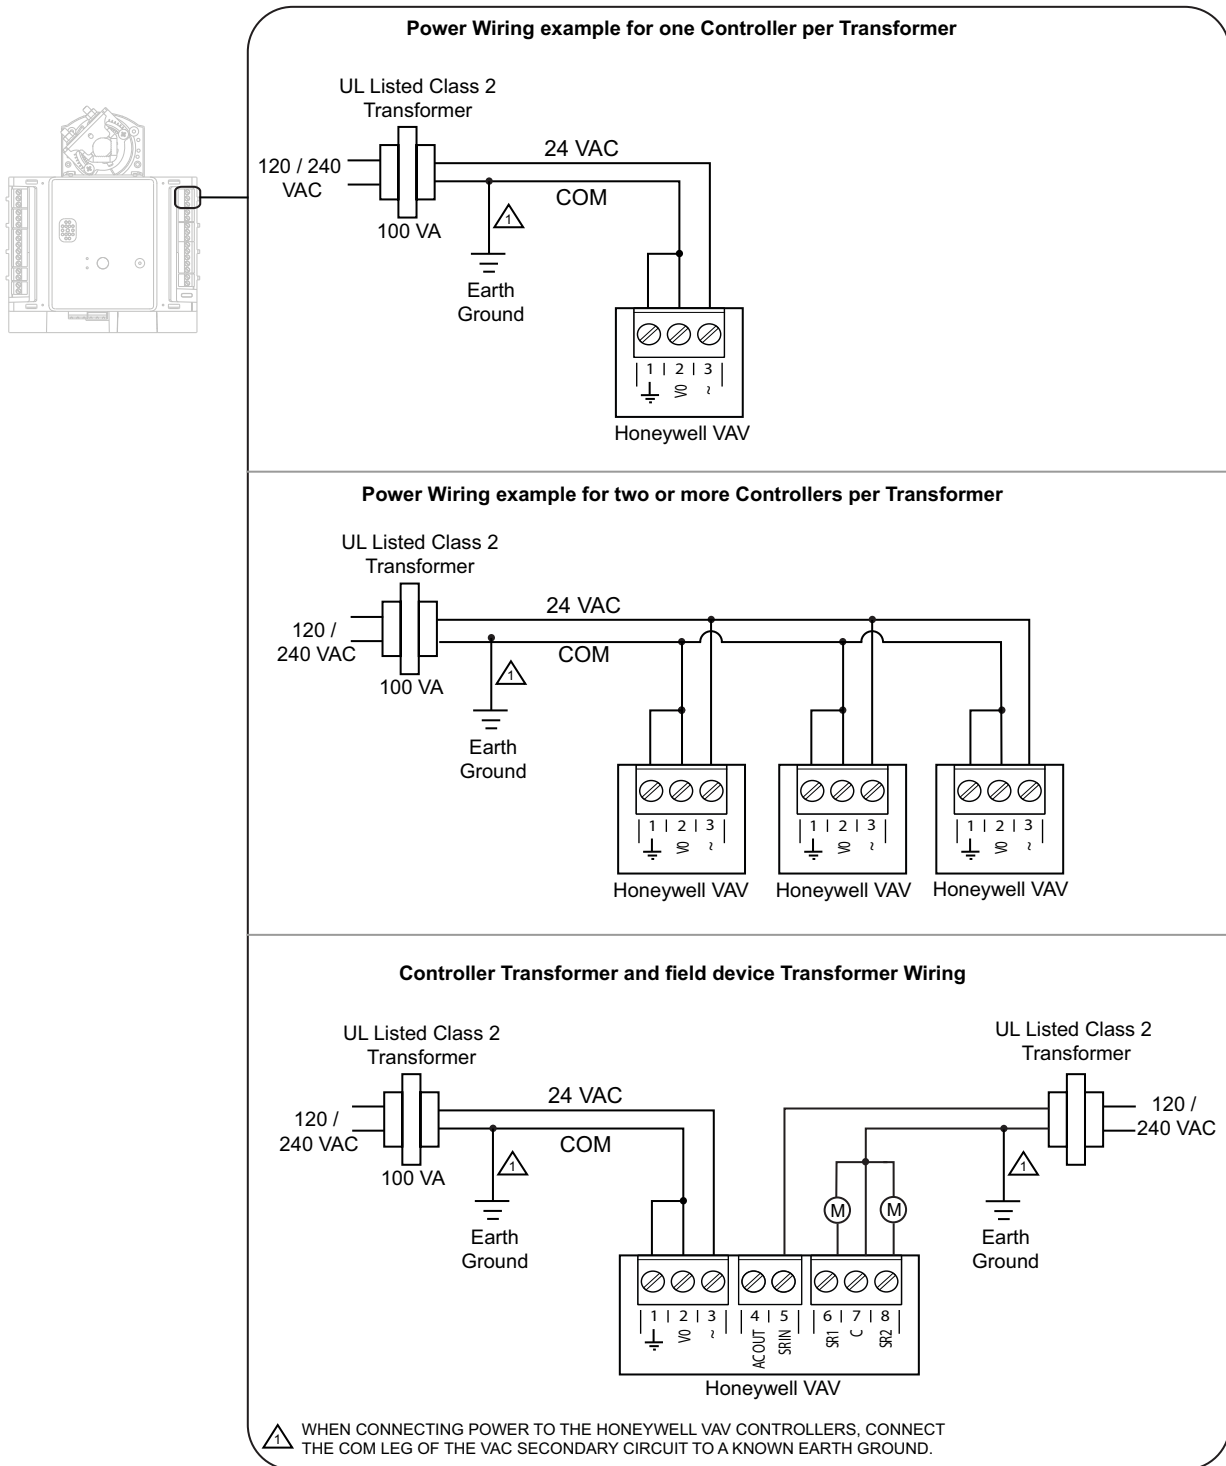 Power Wiring example for one Controller per Transformer
UL Listed Class 2
Transformer
120 / 240
VAC
24 VAC
COM
1
100 VA
Earth
Ground
1 2 3
V0 ~
Honeywell VAV
Power Wiring example for two or more Controllers per Transformer
UL Listed Class 2
Transformer
120 /
240 VAC
24 VAC
COM
1
100 VA
Earth
Ground
1 2 3
V0 ~
Honeywell VAV
1 2 3
V0 ~
Honeywell VAV
1 2 3
V0 ~
Honeywell VAV
Controller Transformer and field device Transformer Wiring
UL Listed Class 2
Transformer
120 /
240 VAC
24 VAC
COM
1
100 VA
Earth
Ground
UL Listed Class 2
Transformer
120 /
240 VAC
1
Earth
Ground
M M
1 2 3 4 5 6 7 8
V0 ~ ACOUT SRIN SR1 C SR2
Honeywell VAV
1 WHEN CONNECTING POWER TO THE HONEYWELL VAV CONTROLLERS, CONNECT
THE COM LEG OF THE VAC SECONDARY CIRCUIT TO A KNOWN EARTH GROUND.